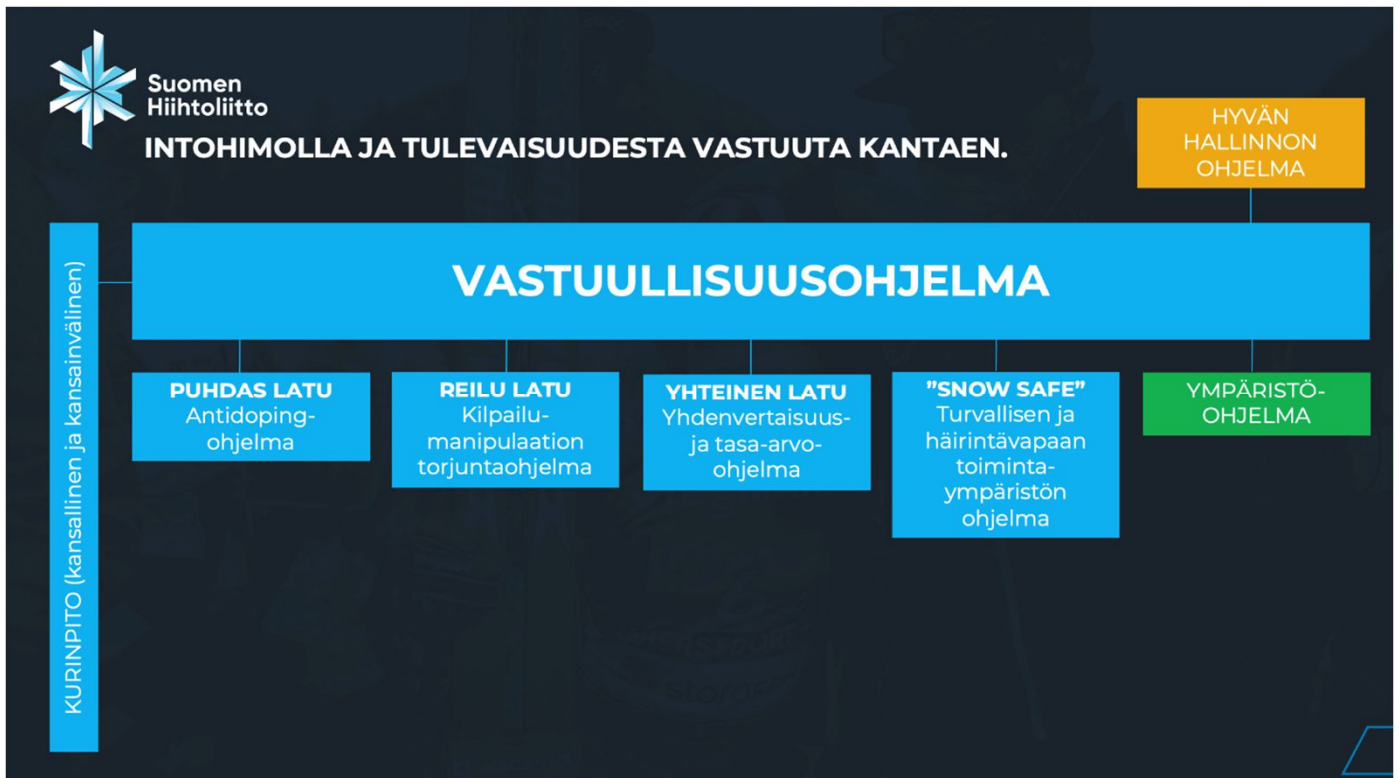 Suomen
Hiihtoliitto
INTOHIMOLLA JA TULEVAISUUDESTA VASTUUTA KANTAEN.
HYVÄN
HALLINNON
OHJELMA
KURINPITO (kansallinen ja kansainvälinen)
VASTUULLISUUSOHJELMA
PUHDAS LATU
Antidoping-
ohjelma
REILU LATU
Kilpailu-
manipulaation
torjuntaohjelma
YHTEINEN LATU
Yhdenvertaisuus-
ja tasa-arvo-
ohjelma
”SNOW SAFE”
Turvallisen ja
häirintävapaan
toiminta-
ympäristön
ohjelma
YMPÄRISTÖ-
OHJELMA